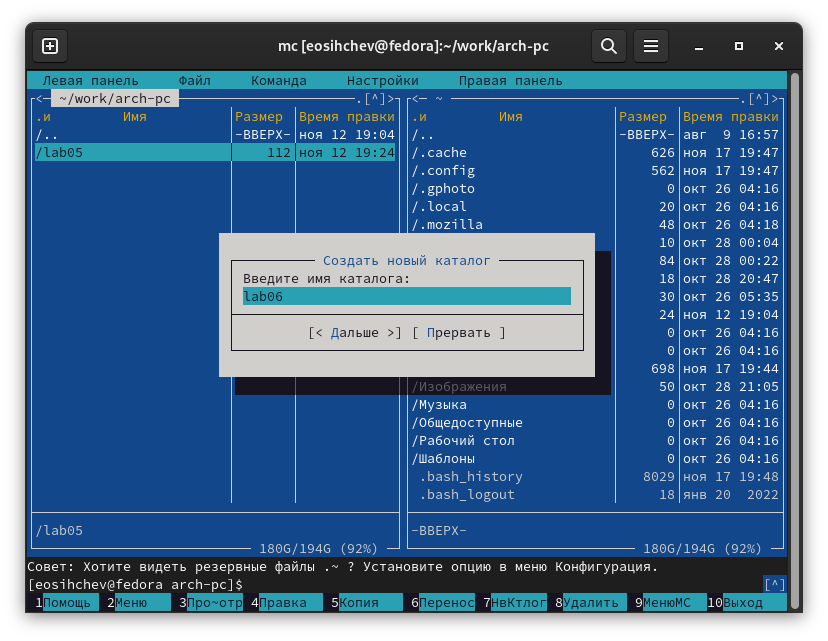 mc [eosihchev@fedora]:~/work/arch-pc
Левая панель Файл Команда Настройки Правая панель
<─ ~/work/arch-pc .[^]> <─ ~ .[^]>
.и Имя Размер Время правки .и Имя Размер Время правки
/.. -ВВЕРХ- ноя 12 19:04 /.. -ВВЕРХ- авг 9 16:57
/lab05 112 ноя 12 19:24 /.cache 626 ноя 17 19:47
/.config 562 ноя 17 19:47
/.gphoto 0 окт 26 04:16
/.local 20 окт 26 04:16
/.mozilla 48 окт 26 04:18
10 окт 28 00:04
Создать новый каталог 84 окт 28 00:22
Введите имя каталога: 18 окт 28 20:47
lab06 30 окт 26 05:35
24 ноя 12 19:04
[< Дальше >] [ Прервать ] 0 окт 26 04:16
0 окт 26 04:16
698 ноя 17 19:44
/Изображения 50 окт 28 21:05
/Музыка 0 окт 26 04:16
/Общедоступные 0 окт 26 04:16
/Рабочий стол 0 окт 26 04:16
/Шаблоны 0 окт 26 04:16
.bash_history 8029 ноя 17 19:48
.bash_logout 18 янв 20 2022
/lab05 -ВВЕРХ-
180G/194G (92%) 180G/194G (92%)
Совет: Хотите видеть резервные файлы .~ ? Установите опцию в меню Конфигурация.
[eosihchev@fedora arch-pc]$ [^]
1Помощь 2Меню 3Про~отр 4Правка 5Копия 6Перенос 7НвКтлог 8Удалить 9МенюМС 10Выход